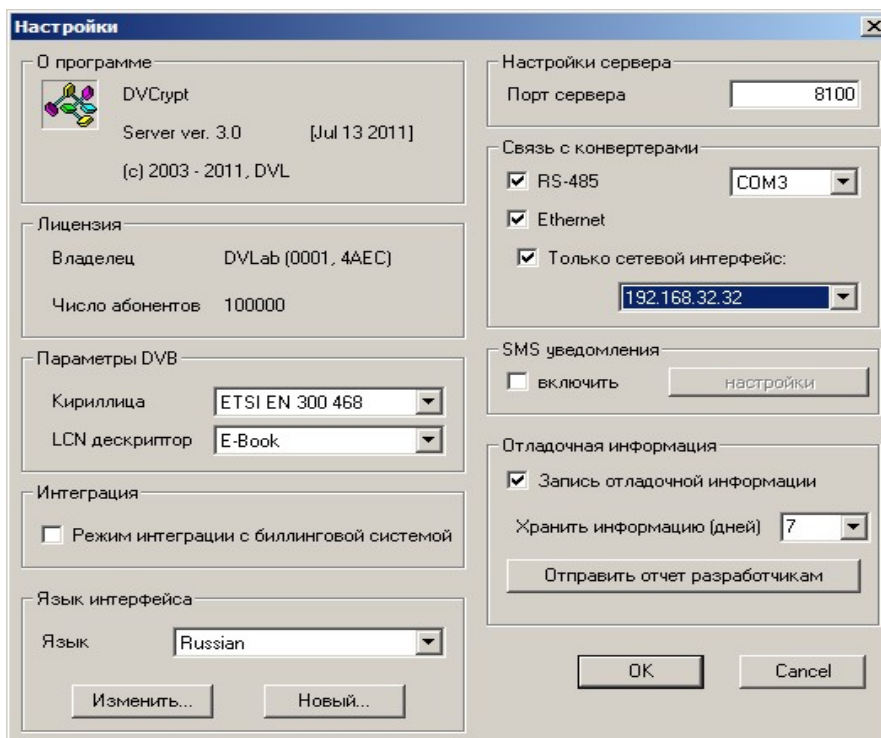 Настройки
О программе
DVCrypt
Server ver. 3.0 [Jul 13 2011]
(c) 2003 - 2011, DVL
Лицензия
Владелец DVLab (0001, 4AEC)
Число абонентов 100000
Параметры DVB
Кириллица ETSI EN 300 468
LCN дескриптор E-Book
Интеграция
Режим интеграции с биллинговой системой
Язык интерфейса
Язык Russian
Изменить... Новый...
Настройки сервера
Порт сервера 8100
Связь с конвертерами
RS-485 COM3
Ethernet
Только сетевой интерфейс:
192.168.32.32
SMS уведомления
включить настройки
Отладочная информация
Запись отладочной информации
Хранить информацию (дней) 7
Отправить отчет разработчикам
OK Cancel